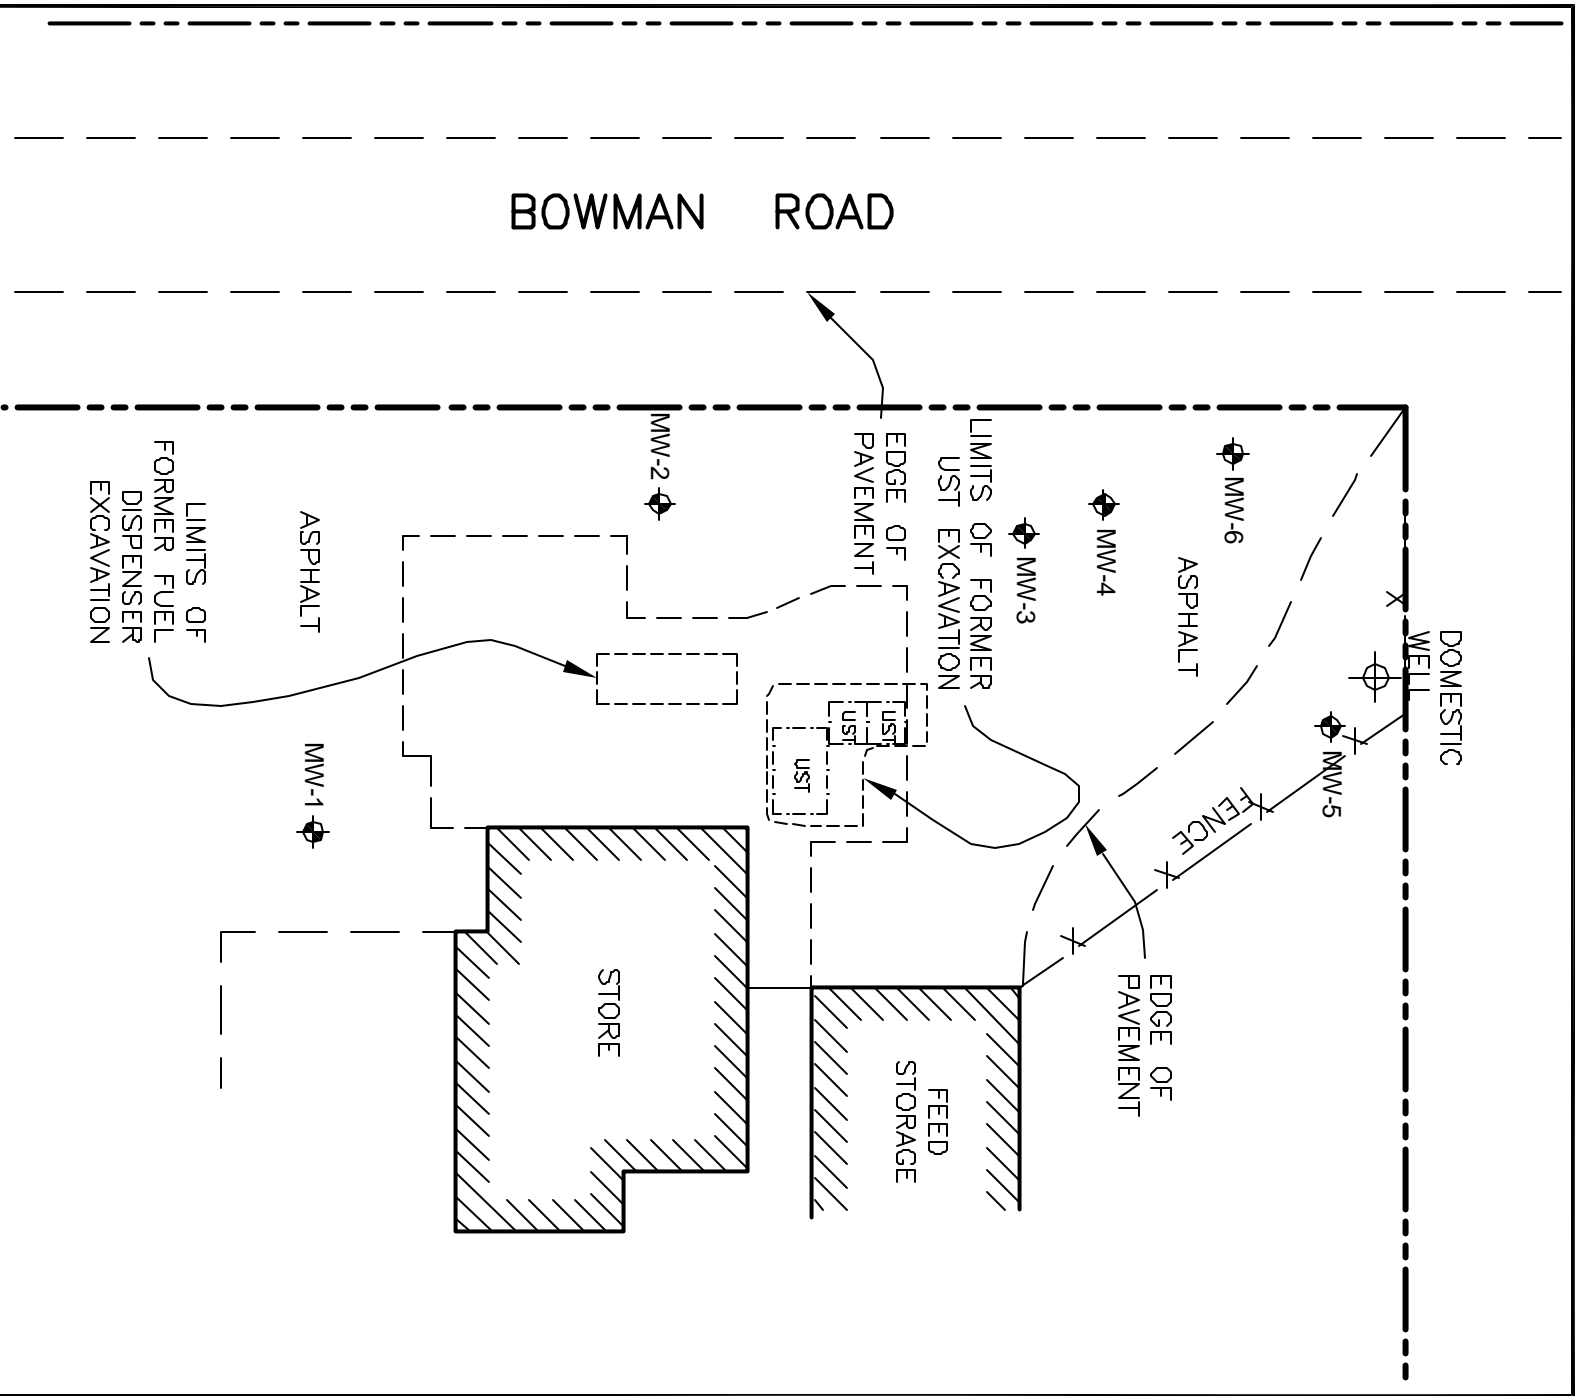 BOWMAN ROAD
EDGE OF
PAVEMENT
LIMITS OF FORMER
UST EXCAVATION
MW-2
MW-3
MW-4
MW-6
ASPHALT
DOMESTIC
WELL
MW-5
FENCE
LIMITS OF
FORMER FUEL
DISPENSER
EXCAVATION
ASPHALT
MW-1
UST
UST
UST
STORE
FEED
STORAGE
EDGE OF
PAVEMENT